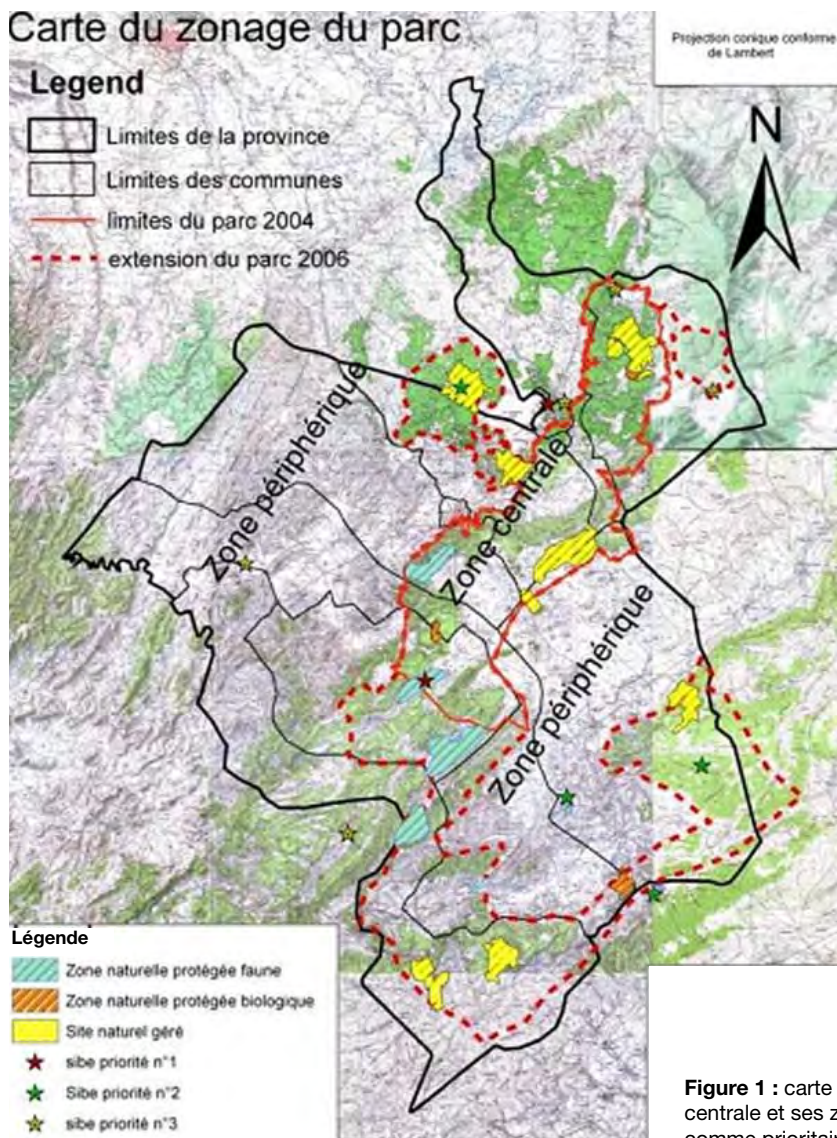 Carte du zonage du parc
Projection conique conforme
de Lambert
Legend
Limites de la province
Limites des communes
limites du parc 2004
extension du parc 2006
N
Zone périphérique
Zone centrale
Zone périphérique
Légende
Zone naturelle protégée faune
Zone naturelle protégée biologique
Site naturel géré
sibe priorité n°1
Sibe priorité n°2
sibe priorité n°3
Figure 1 : carte
centrale et ses z
comme prioritair